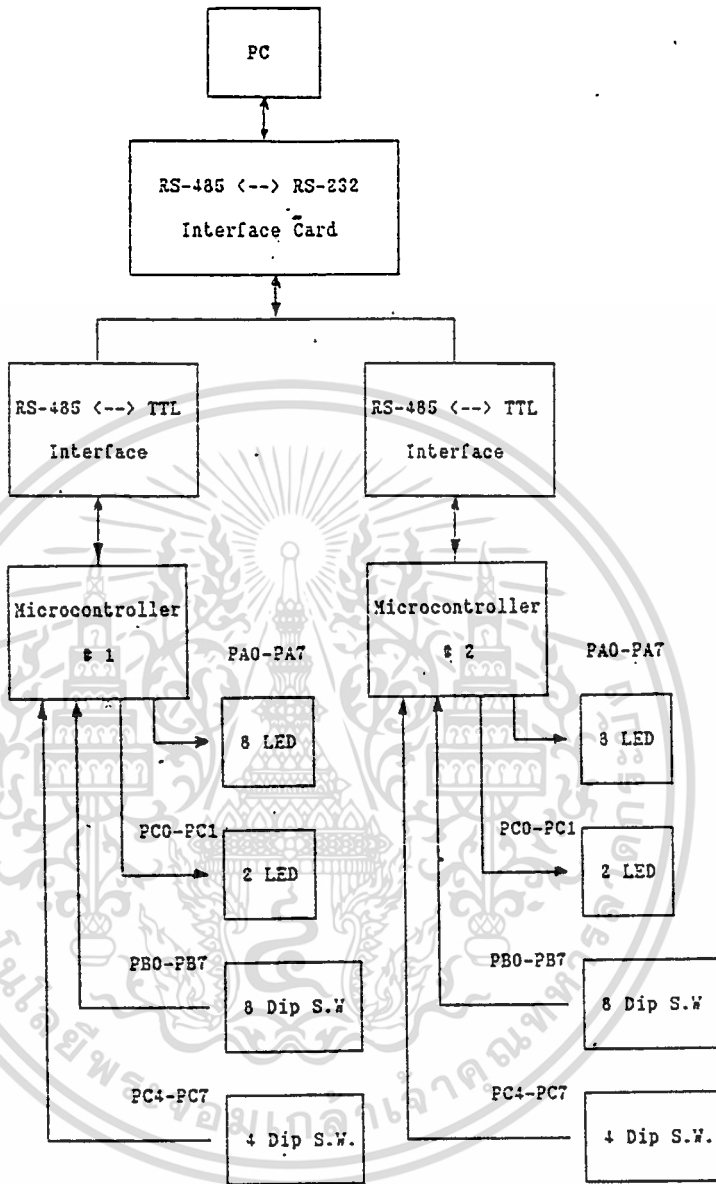 PC
RS-485 <--> RS-232
Interface Card
RS-485 <--> TTL
Interface
RS-485 <--> TTL
Interface
Microcontroller
# 1
PA0-PA7
8 LED
PC0-PC1
2 LED
PB0-PB7
8 Dip S.W
PC4-PC7
4 Dip S.W.
Microcontroller
# 2
PA0-PA7
8 LED
PC0-PC1
2 LED
PB0-PB7
8 Dip S.W
PC4-PC7
4 Dip S.W.